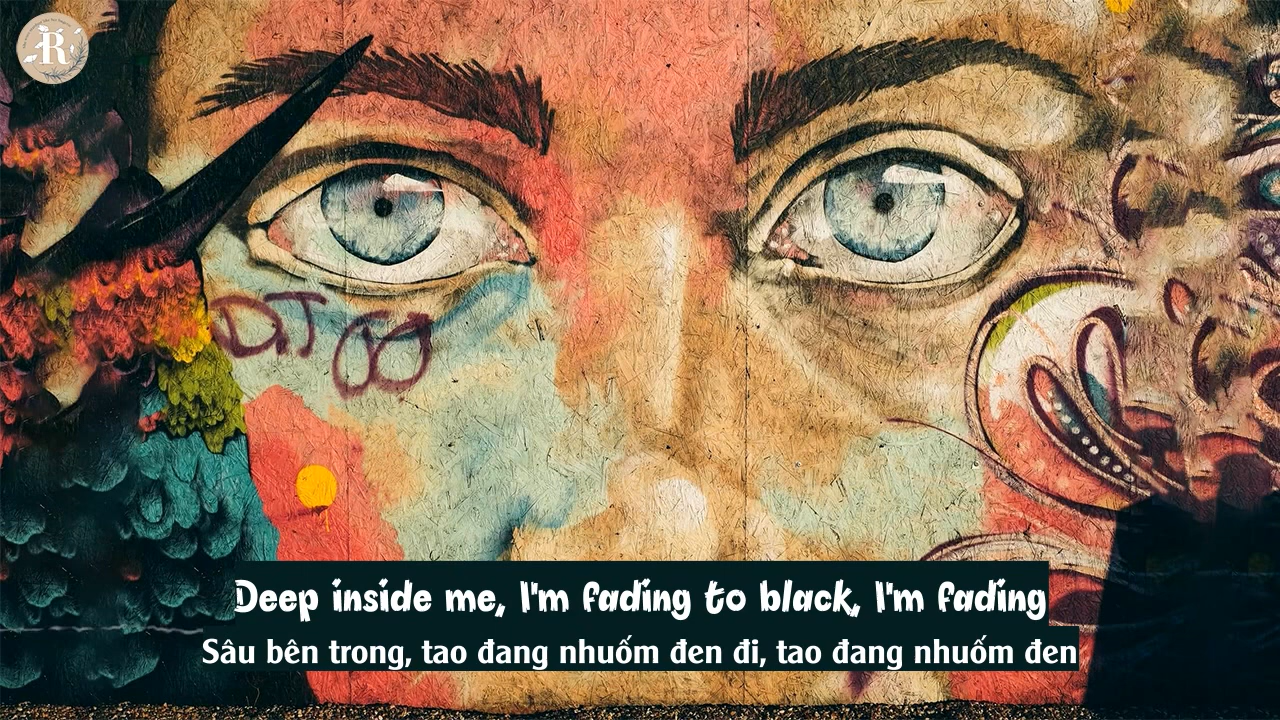 R
DJ
Deep inside me, I'm fading to black, I'm fading
Sâu bên trong, tao đang nhuốm đen đi, tao đang nhuốm đen